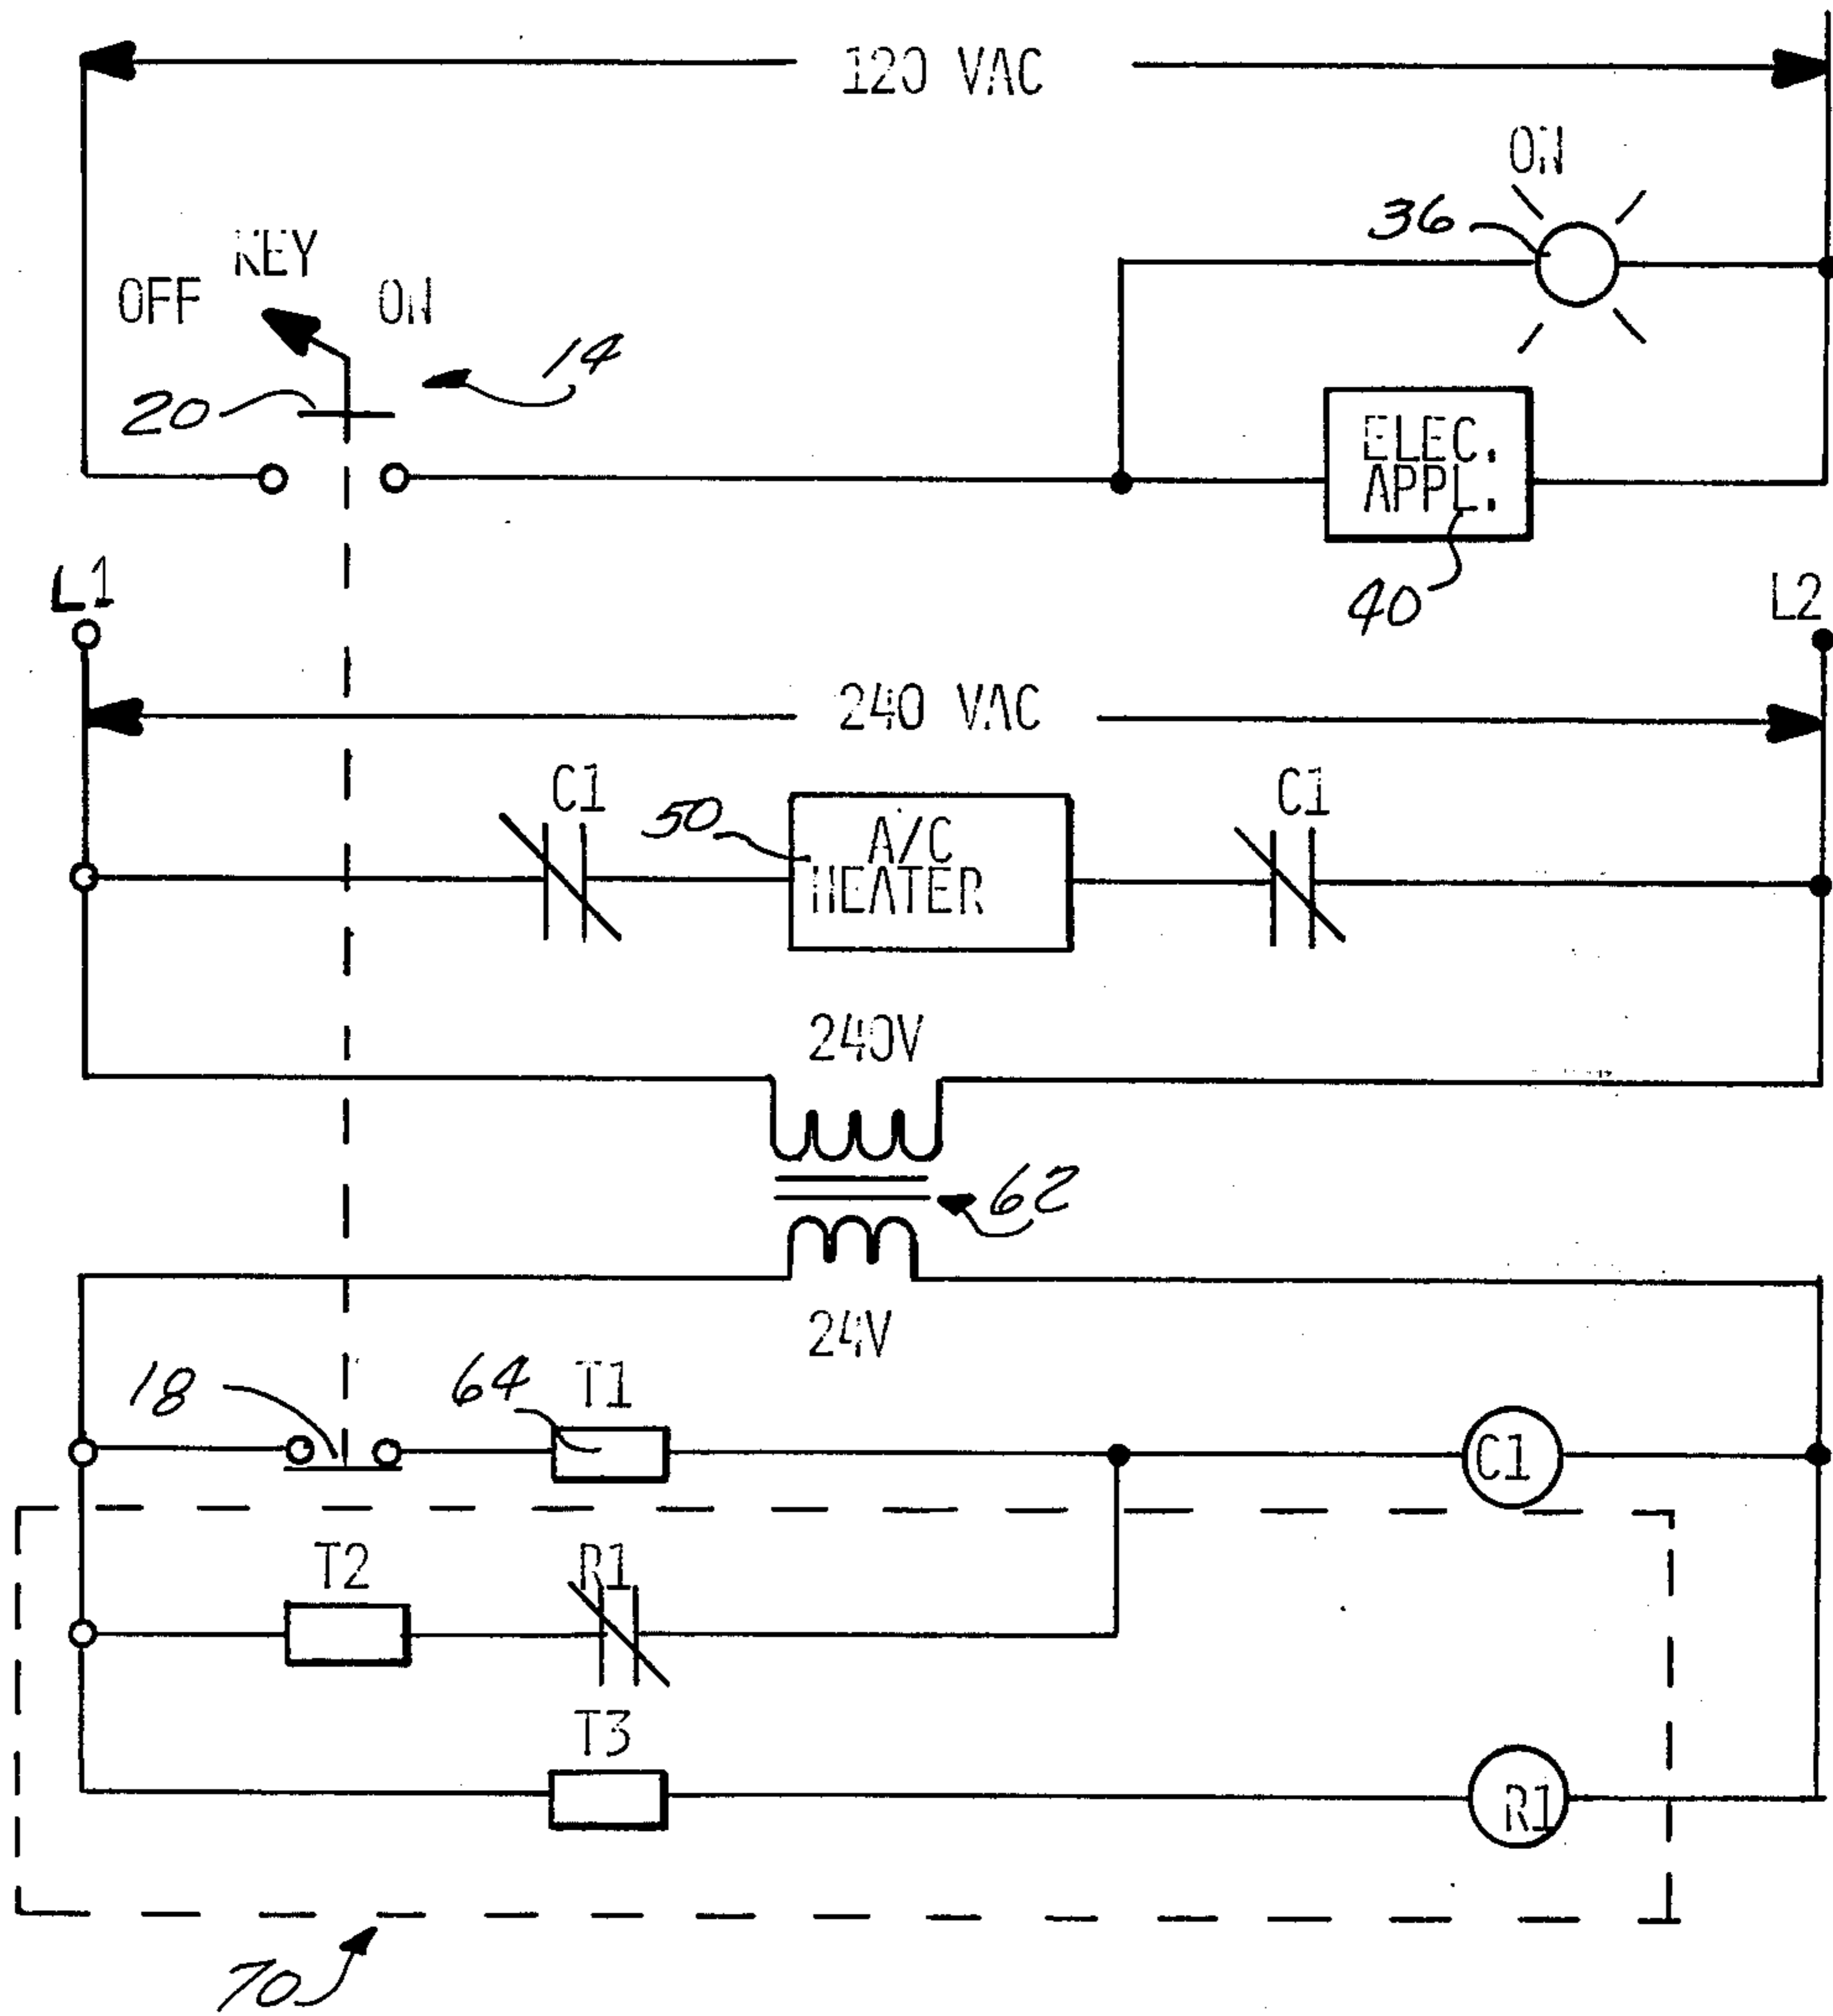 120 VAC
ON
36
KEY
OFF
ON
14
20
ELEC.
APPL.
40
L1
L2
240 VAC
C1
50
A/C
HEATER
C1
240V
62
24V
18
64
T1
C1
T2
R1
T3
R1
70